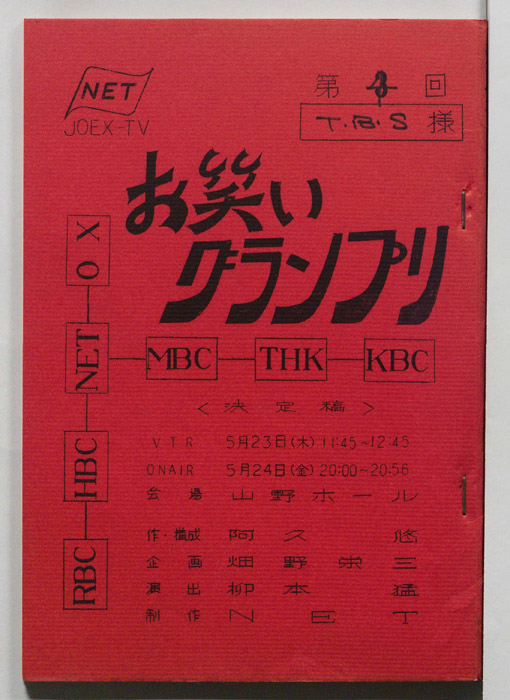 NET
JOEX-TV
第 回
T.B.S 様
お笑い
グランプリ
OX
NET
HBC
RBC
MBC
THK
KBC
＜決定稿＞
VTR 5月23日(木) 11:45~12:45
ONAIR 5月24日(金) 20:00~20:56
会場 山野ホール
作・構成 阿久悠
企画 畑野栄三
演出 柳本猛
制作 NET